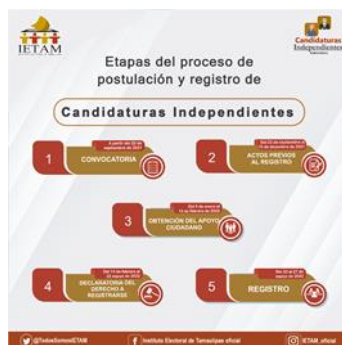 IETAM
Candidaturas
Independientes
Etapas del proceso de
postulación y registro de
Candidaturas Independientes
1
CONVOCATORIA
2
ACTOS PREVIOS
AL REGISTRO
3
OBTENCIÓN DEL APOYO
CIUDADANO
4
DECLARATORIA DEL
DERECHO A
REGISTRARSE
5
REGISTRO
@TodosSomosIETAM
Instituto Electoral de Tamaulipas oficial
IETAM_oficial